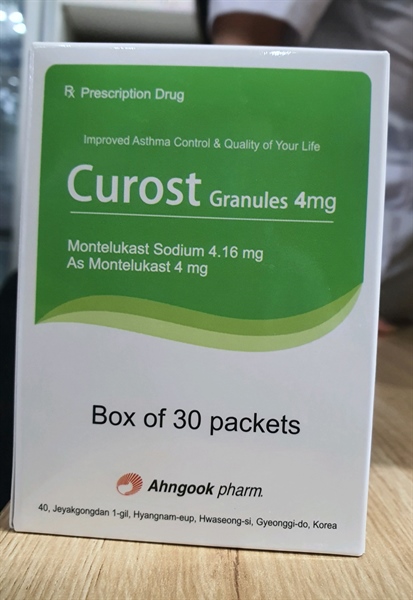 Rx Prescription Drug
Improved Asthma Control & Quality of Your Life
Curost Granules 4mg
Montelukast Sodium 4.16 mg
As Montelukast 4 mg
Box of 30 packets
Ahngook pharm.
40, Jeyakgongdan 1-gil, Hyangnam-eup, Hwaseong-si, Gyeonggi-do, Korea